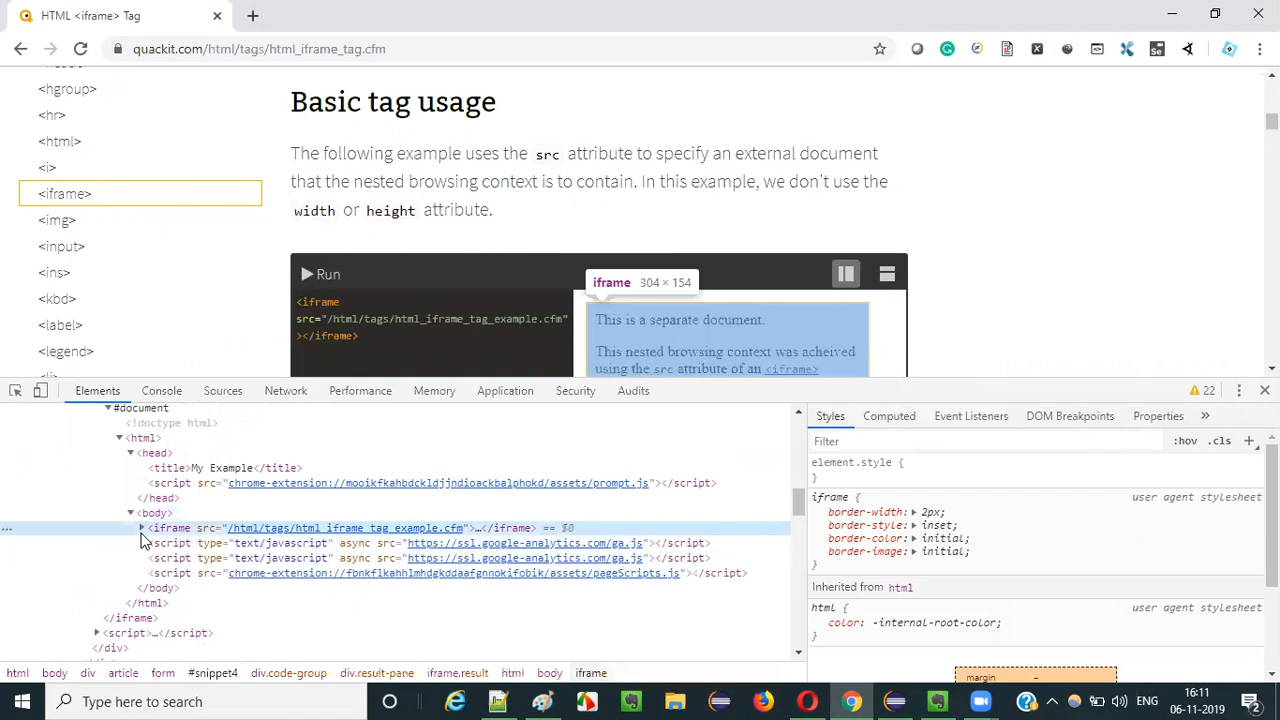 HTML <iframe> Tag
quackit.com/html/tags/html_iframe_tag.cfm
<hgroup>
<hr>
<html>
<i>
<iframe>
<img>
<input>
<ins>
<kbd>
<label>
<legend>
Basic tag usage
The following example uses the src attribute to specify an external document
that the nested browsing context is to contain. In this example, we don't use the
width or height attribute.
Run
<iframe
src="/html/tags/html_iframe_tag_example.cfm"
></iframe>
iframe 304 × 154
This is a separate document.
This nested browsing context was acheived
using the src attribute of an <iframe>
Elements Console Sources Network Performance Memory Application Security Audits 22
#document
<!doctype html>
<html>
<head>
<title>My Example</title>
<script src="chrome-extension://mooikfkahbdckldjjndioackbalphokd/assets/prompt.js"></script>
</head>
<body>
<iframe src="/html/tags/html_iframe_tag_example.cfm">…</iframe> == $0
<script type="text/javascript" async src="https://ssl.google-analytics.com/ga.js"></script>
<script type="text/javascript" async src="https://ssl.google-analytics.com/ga.js"></script>
<script src="chrome-extension://fbnkflkahhlmhdgkddaafgnnokifobik/assets/pageScripts.js"></script>
</body>
</html>
</iframe>
<script>…</script>
</div>
html body div article form #snippet4 div.code-group div.result-pane iframe.result html body iframe
Styles Computed Event Listeners DOM Breakpoints Properties »
Filter :hov .cls +
element.style {
}
iframe { user agent stylesheet
border-width: 2px;
border-style: inset;
border-color: initial;
border-image: initial;
}
Inherited from html
html { user agent stylesheet
color: -internal-root-color;
}
margin -
Type here to search
ENG
16:11
06-11-2019
2